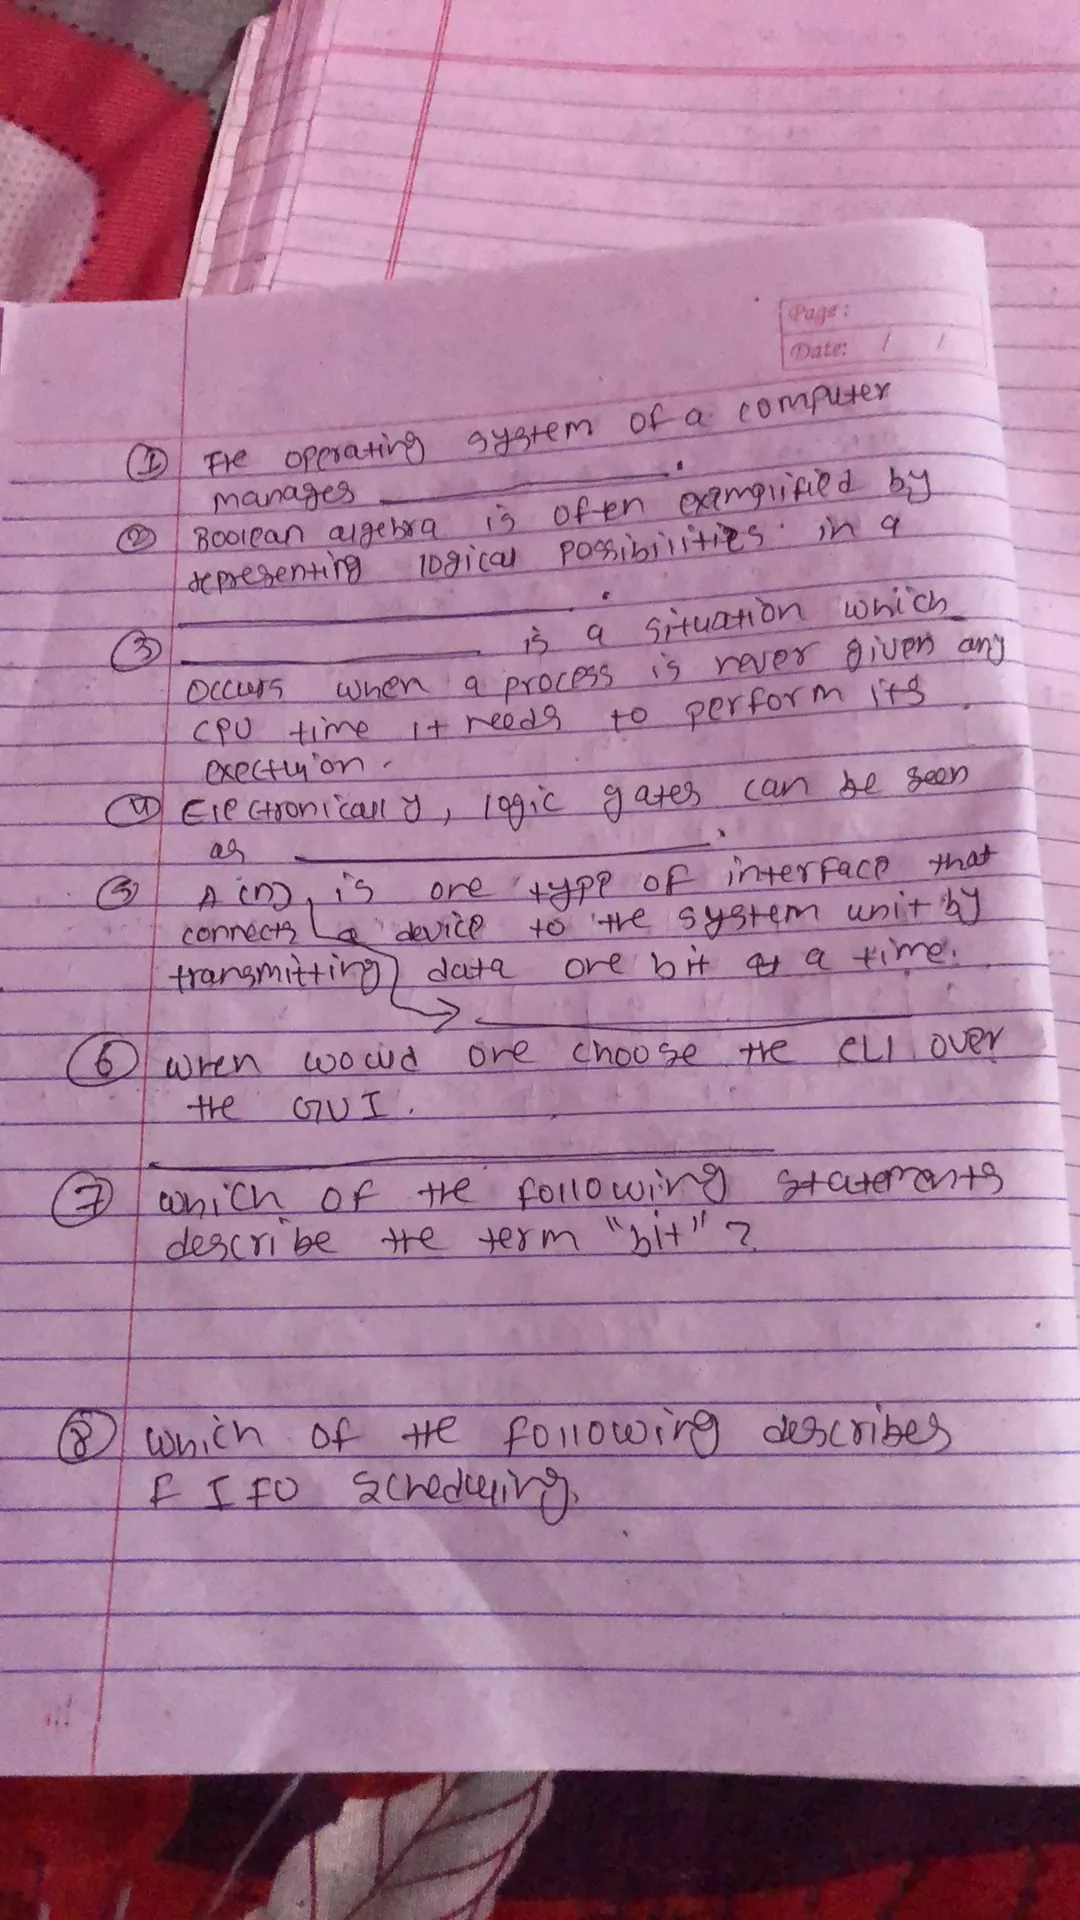 Page:
Date: / /
① The operating system of a computer
manages ________.
② Boolean algebra is often examplified by
representing logical possibilities in a
________.
③ ________ is a situation which
occurs when a process is never given any
CPU time it needs to perform its
exectuion.
④ Electronically, logic gates can be seen
as ________.
⑤ A(n), is one type of interface that
connects a device to the system unit by
transmitting data one bit at a time.
→ ________
⑥ when would one choose the CLI over
the GUI.
________
⑦ which of the following statements
describe the term "bit"?
⑧ which of the following describes
FIFO scheduling.